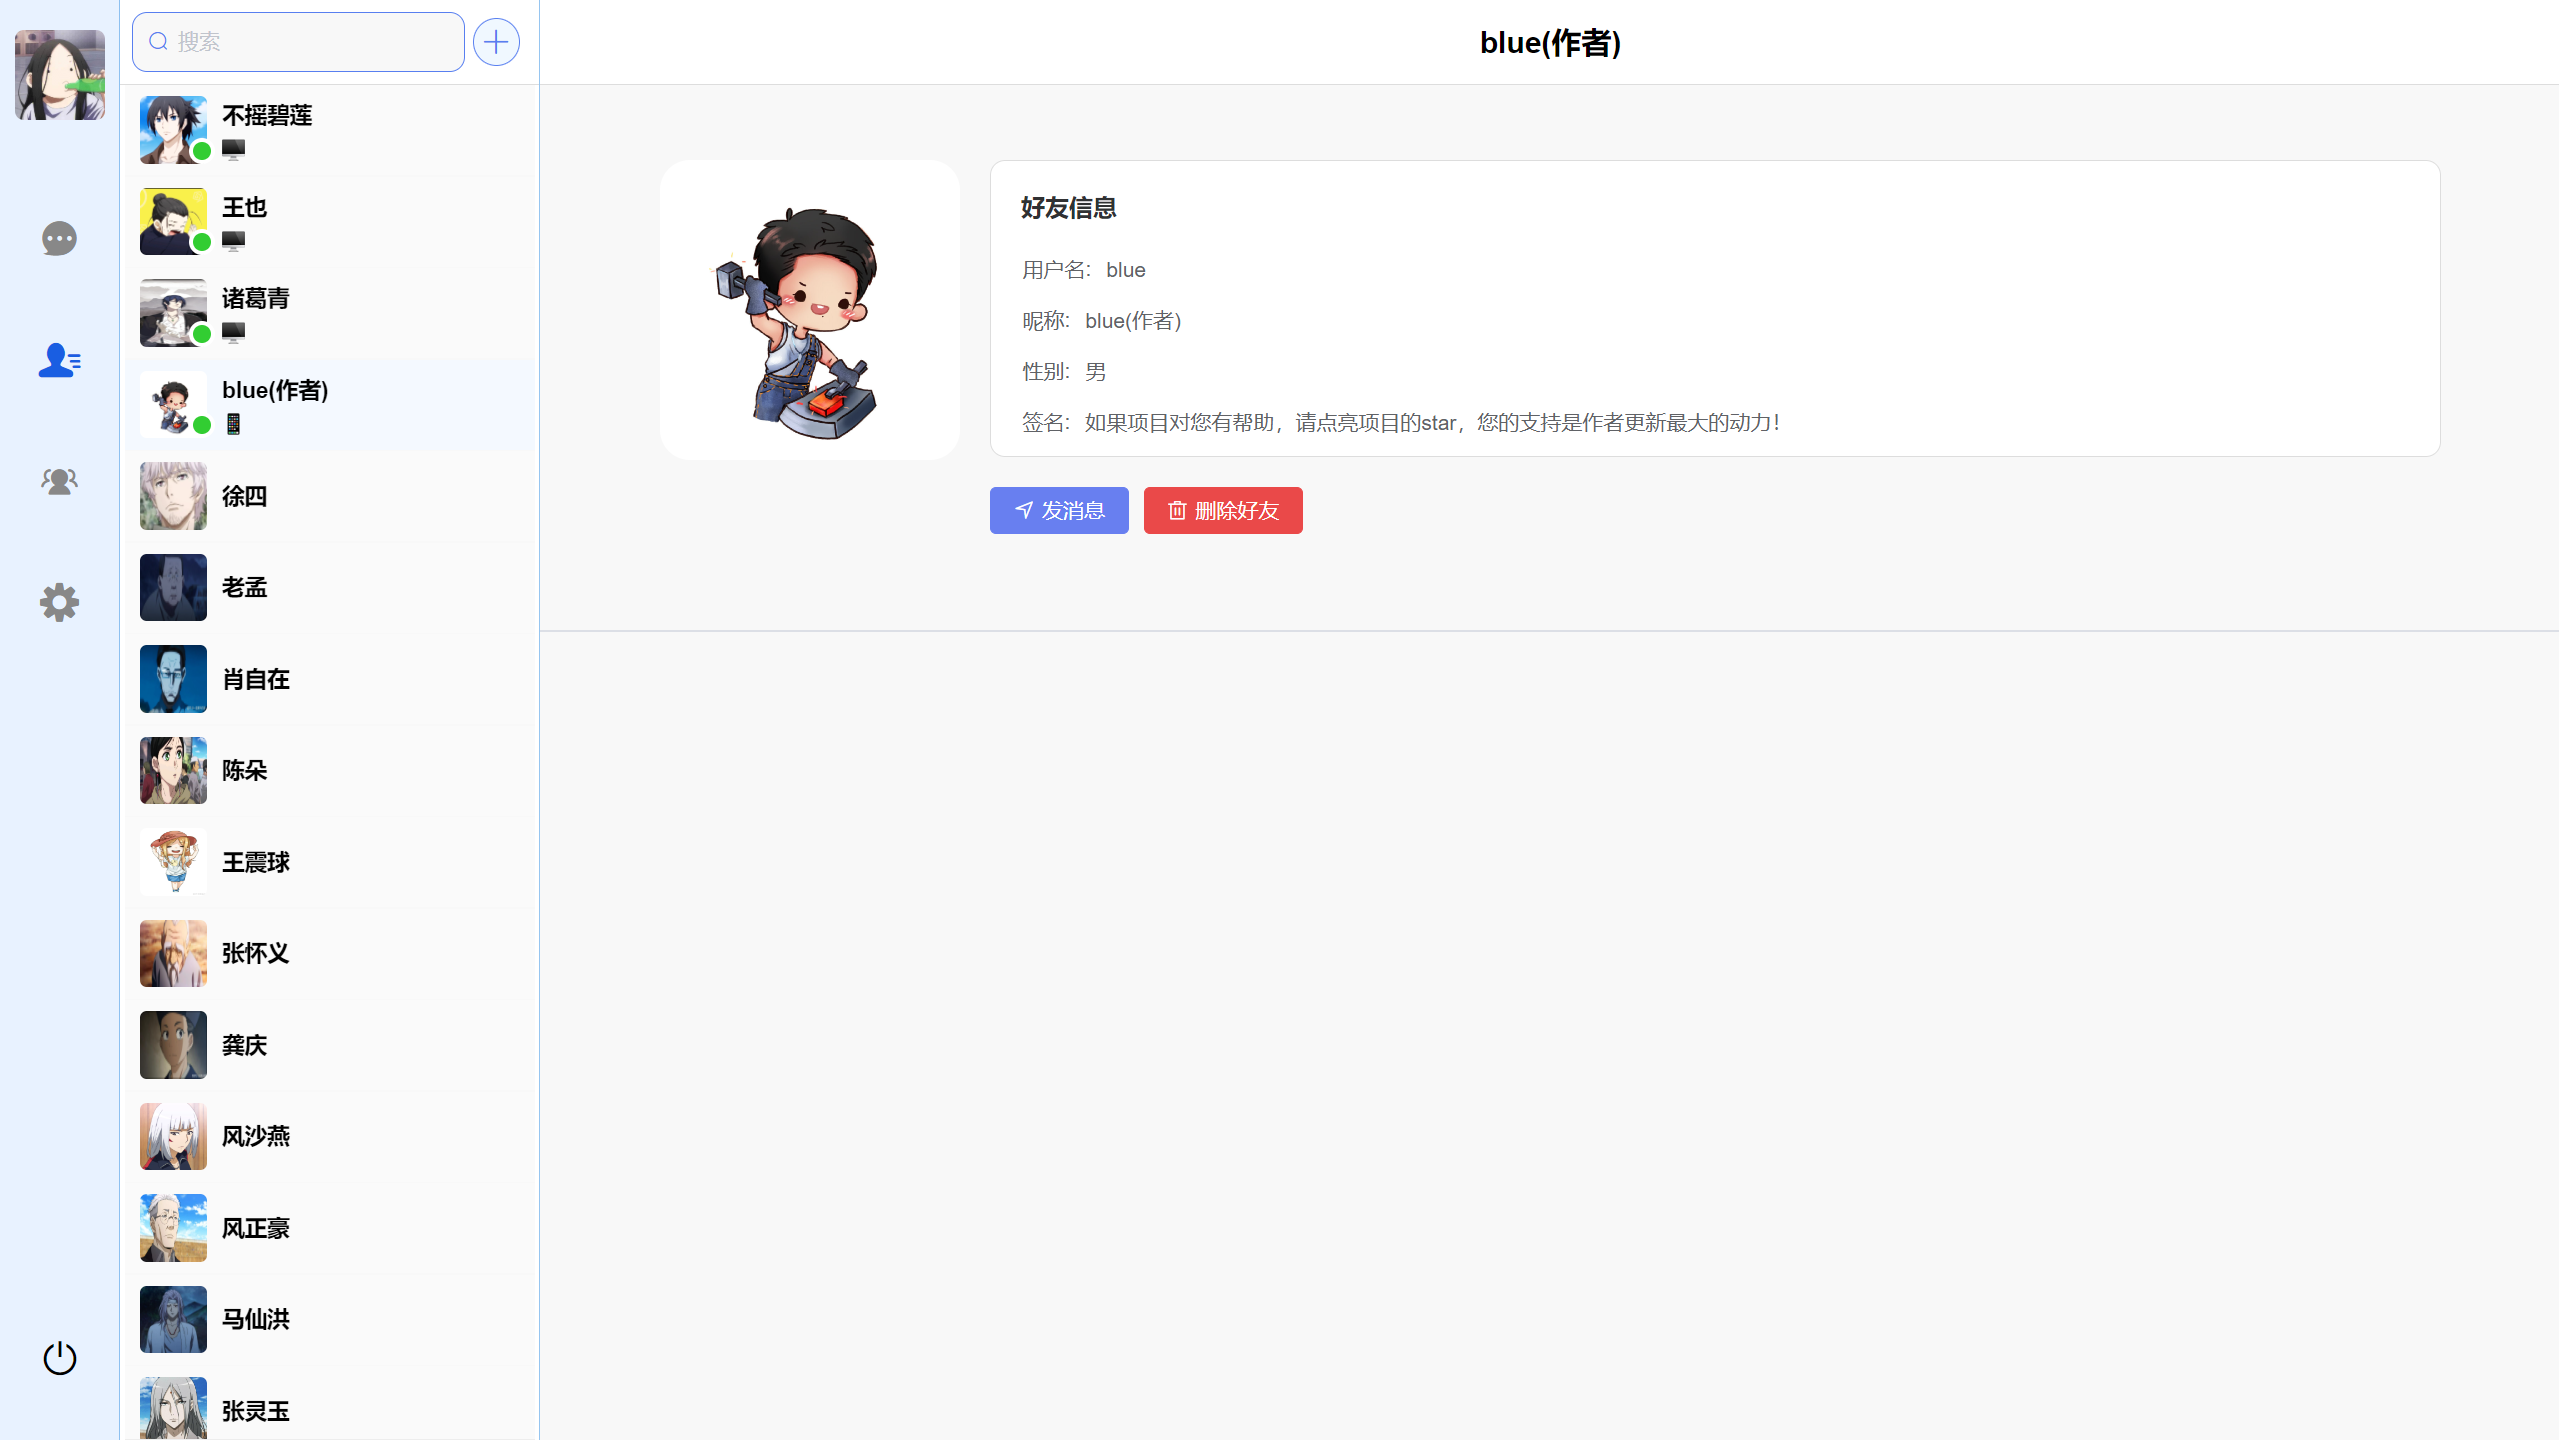 搜索
不摇碧莲
王也
诸葛青
blue(作者)
徐四
老孟
肖自在
陈朵
王震球
张怀义
龚庆
风沙燕
风正豪
马仙洪
张灵玉
blue(作者)
好友信息
用户名： blue
昵称： blue(作者)
性别： 男
签名： 如果项目对您有帮助，请点亮项目的star，您的支持是作者更新最大的动力！
发消息
删除好友